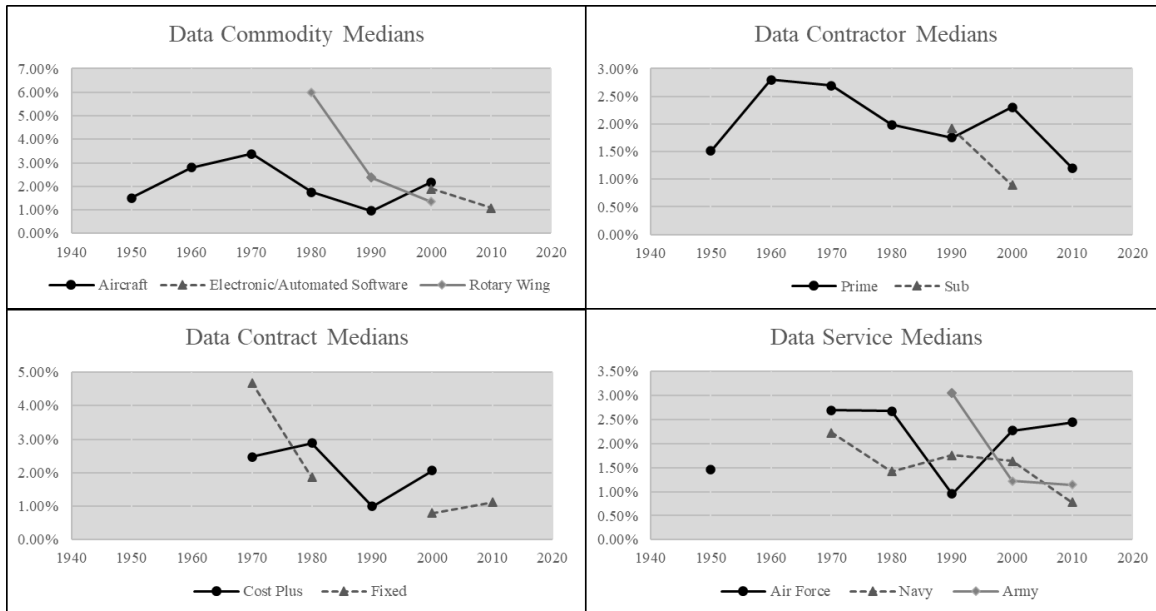 Data Commodity Medians
7.00%
6.00%
5.00%
4.00%
3.00%
2.00%
1.00%
0.00%
1940 1950 1960 1970 1980 1990 2000 2010 2020
Aircraft Electronic/Automated Software Rotary Wing
Data Contractor Medians
3.00%
2.50%
2.00%
1.50%
1.00%
0.50%
0.00%
1940 1950 1960 1970 1980 1990 2000 2010 2020
Prime Sub
Data Contract Medians
5.00%
4.00%
3.00%
2.00%
1.00%
0.00%
1940 1950 1960 1970 1980 1990 2000 2010 2020
Cost Plus Fixed
Data Service Medians
3.50%
3.00%
2.50%
2.00%
1.50%
1.00%
0.50%
0.00%
1940 1950 1960 1970 1980 1990 2000 2010 2020
Air Force Navy Army